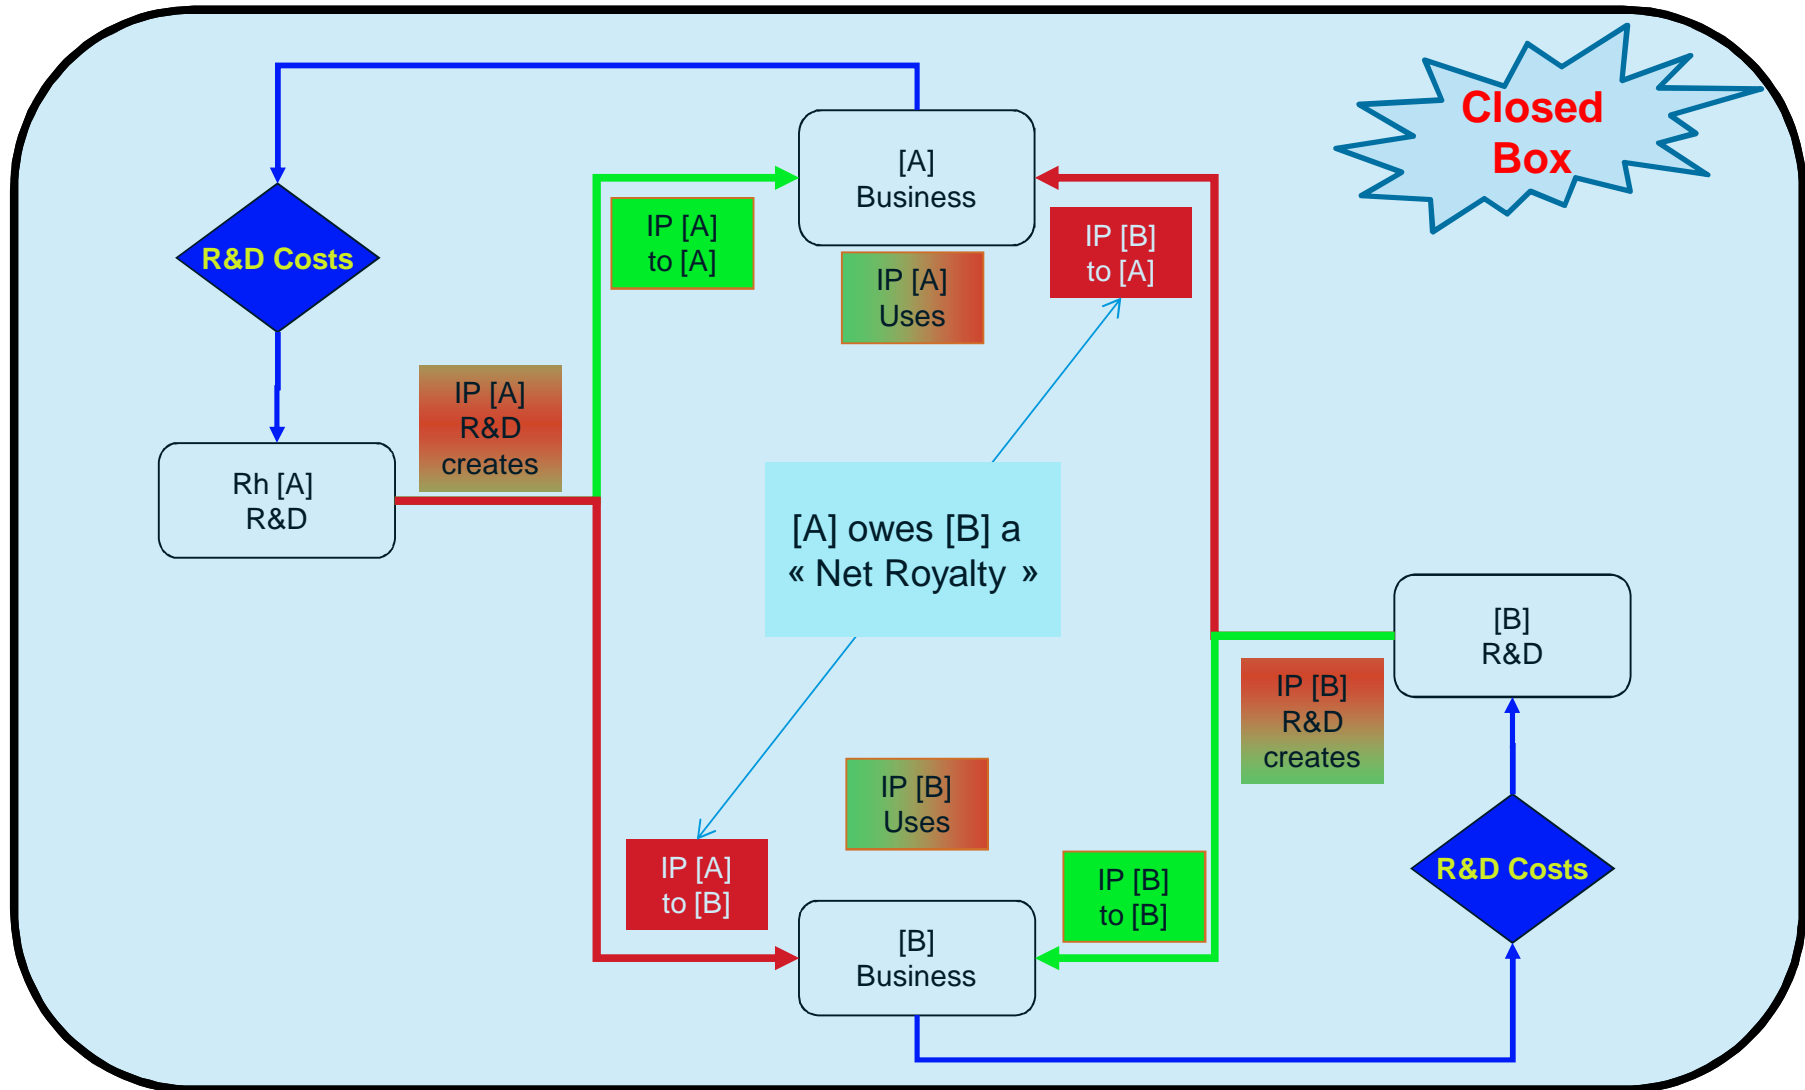 Closed
Box
[A]
Business
IP [A]
to [A]
IP [B]
to [A]
R&D Costs
IP [A]
Uses
IP [A]
R&D
creates
Rh [A]
R&D
[A] owes [B] a
« Net Royalty »
[B]
R&D
IP [B]
R&D
creates
IP [B]
Uses
IP [A]
to [B]
IP [B]
to [B]
R&D Costs
[B]
Business